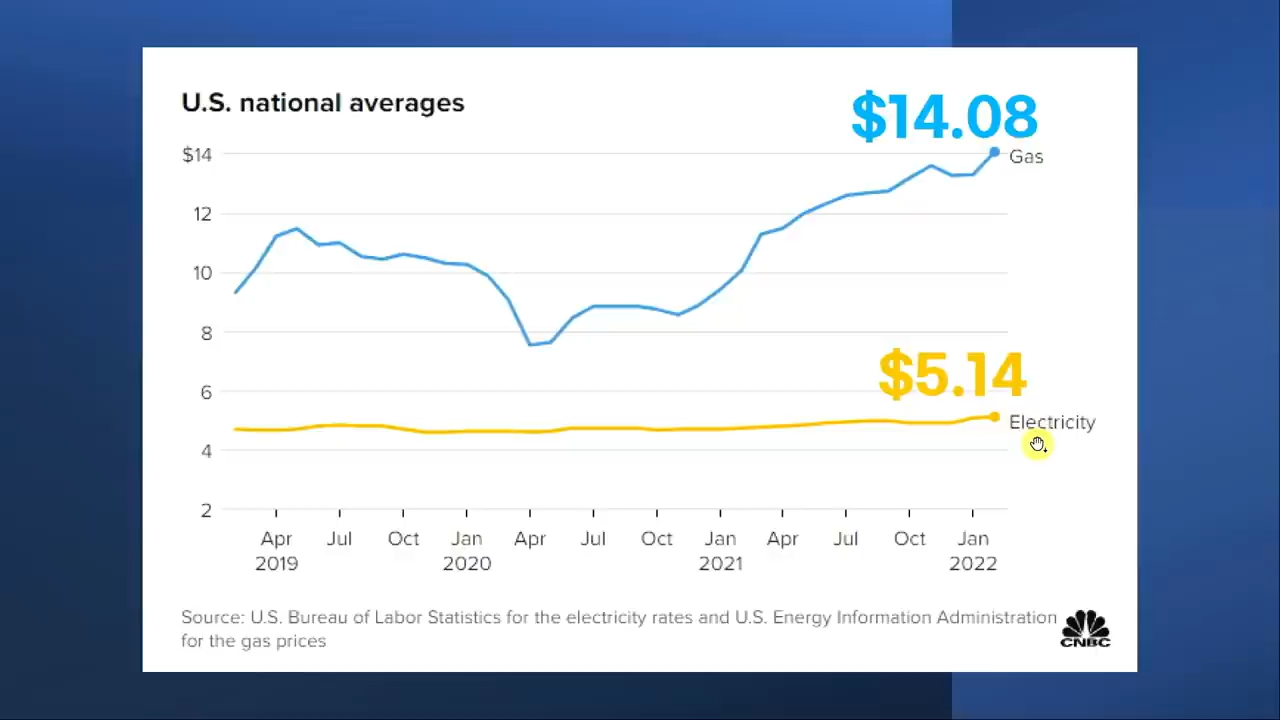 U.S. national averages
$14.08
$14
Gas
12
10
8
$5.14
6
Electricity
4
2
Apr Jul Oct Jan Apr Jul Oct Jan Apr Jul Oct Jan
2019 2020 2021 2022
Source: U.S. Bureau of Labor Statistics for the electricity rates and U.S. Energy Information Administration
for the gas prices
CNBC